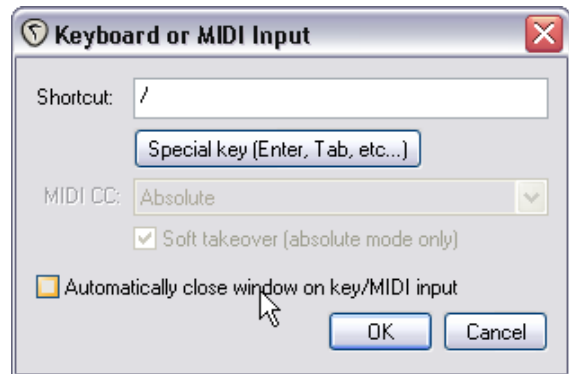 Keyboard or MIDI Input
Shortcut: /
Special key (Enter, Tab, etc...)
MIDI CC: Absolute
Soft takeover (absolute mode only)
Automatically close window on key/MIDI input
OK Cancel